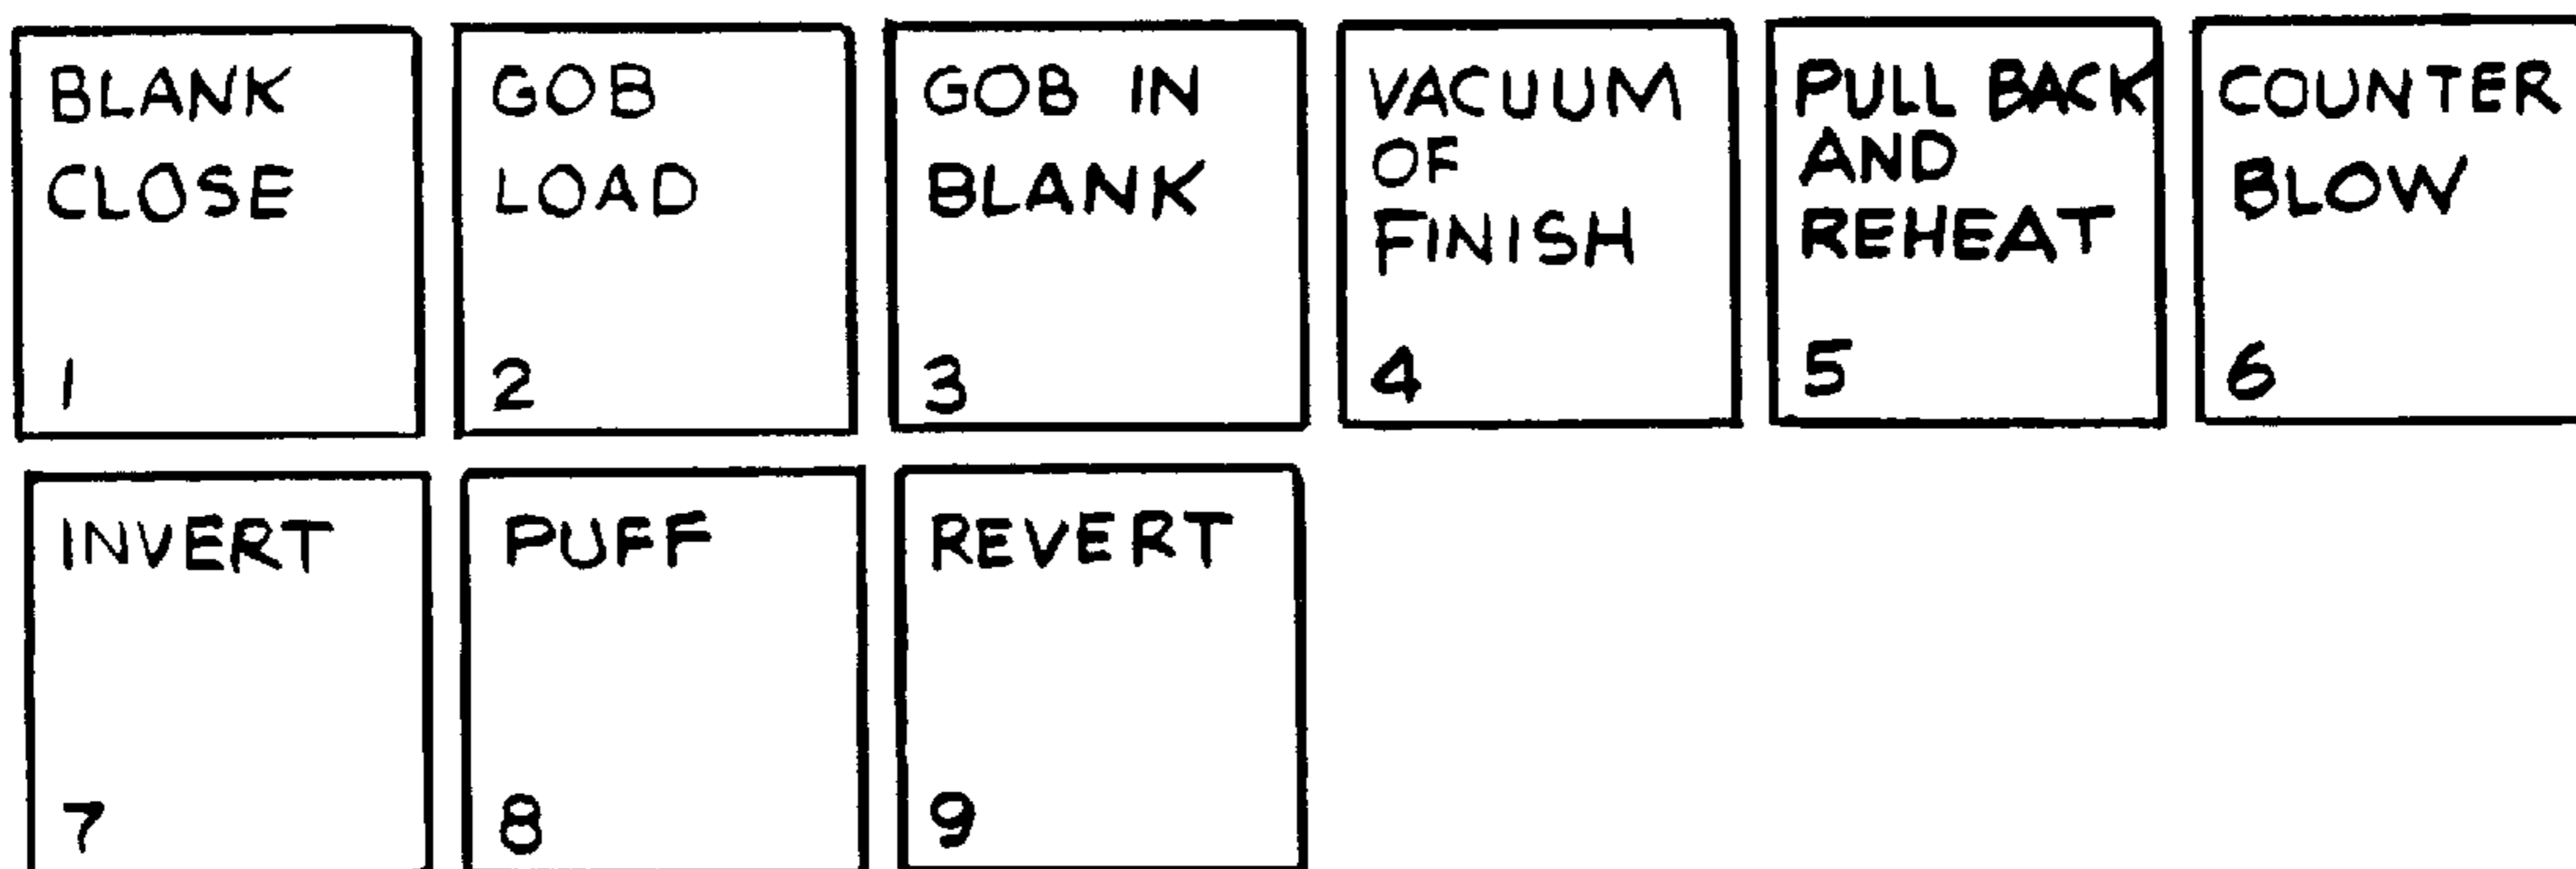 BLANK
CLOSE
1
GOB
LOAD
2
GOB IN
BLANK
3
VACUUM
OF
FINISH
4
PULL BACK
AND
REHEAT
5
COUNTER
BLOW
6
INVERT
7
PUFF
8
REVERT
9